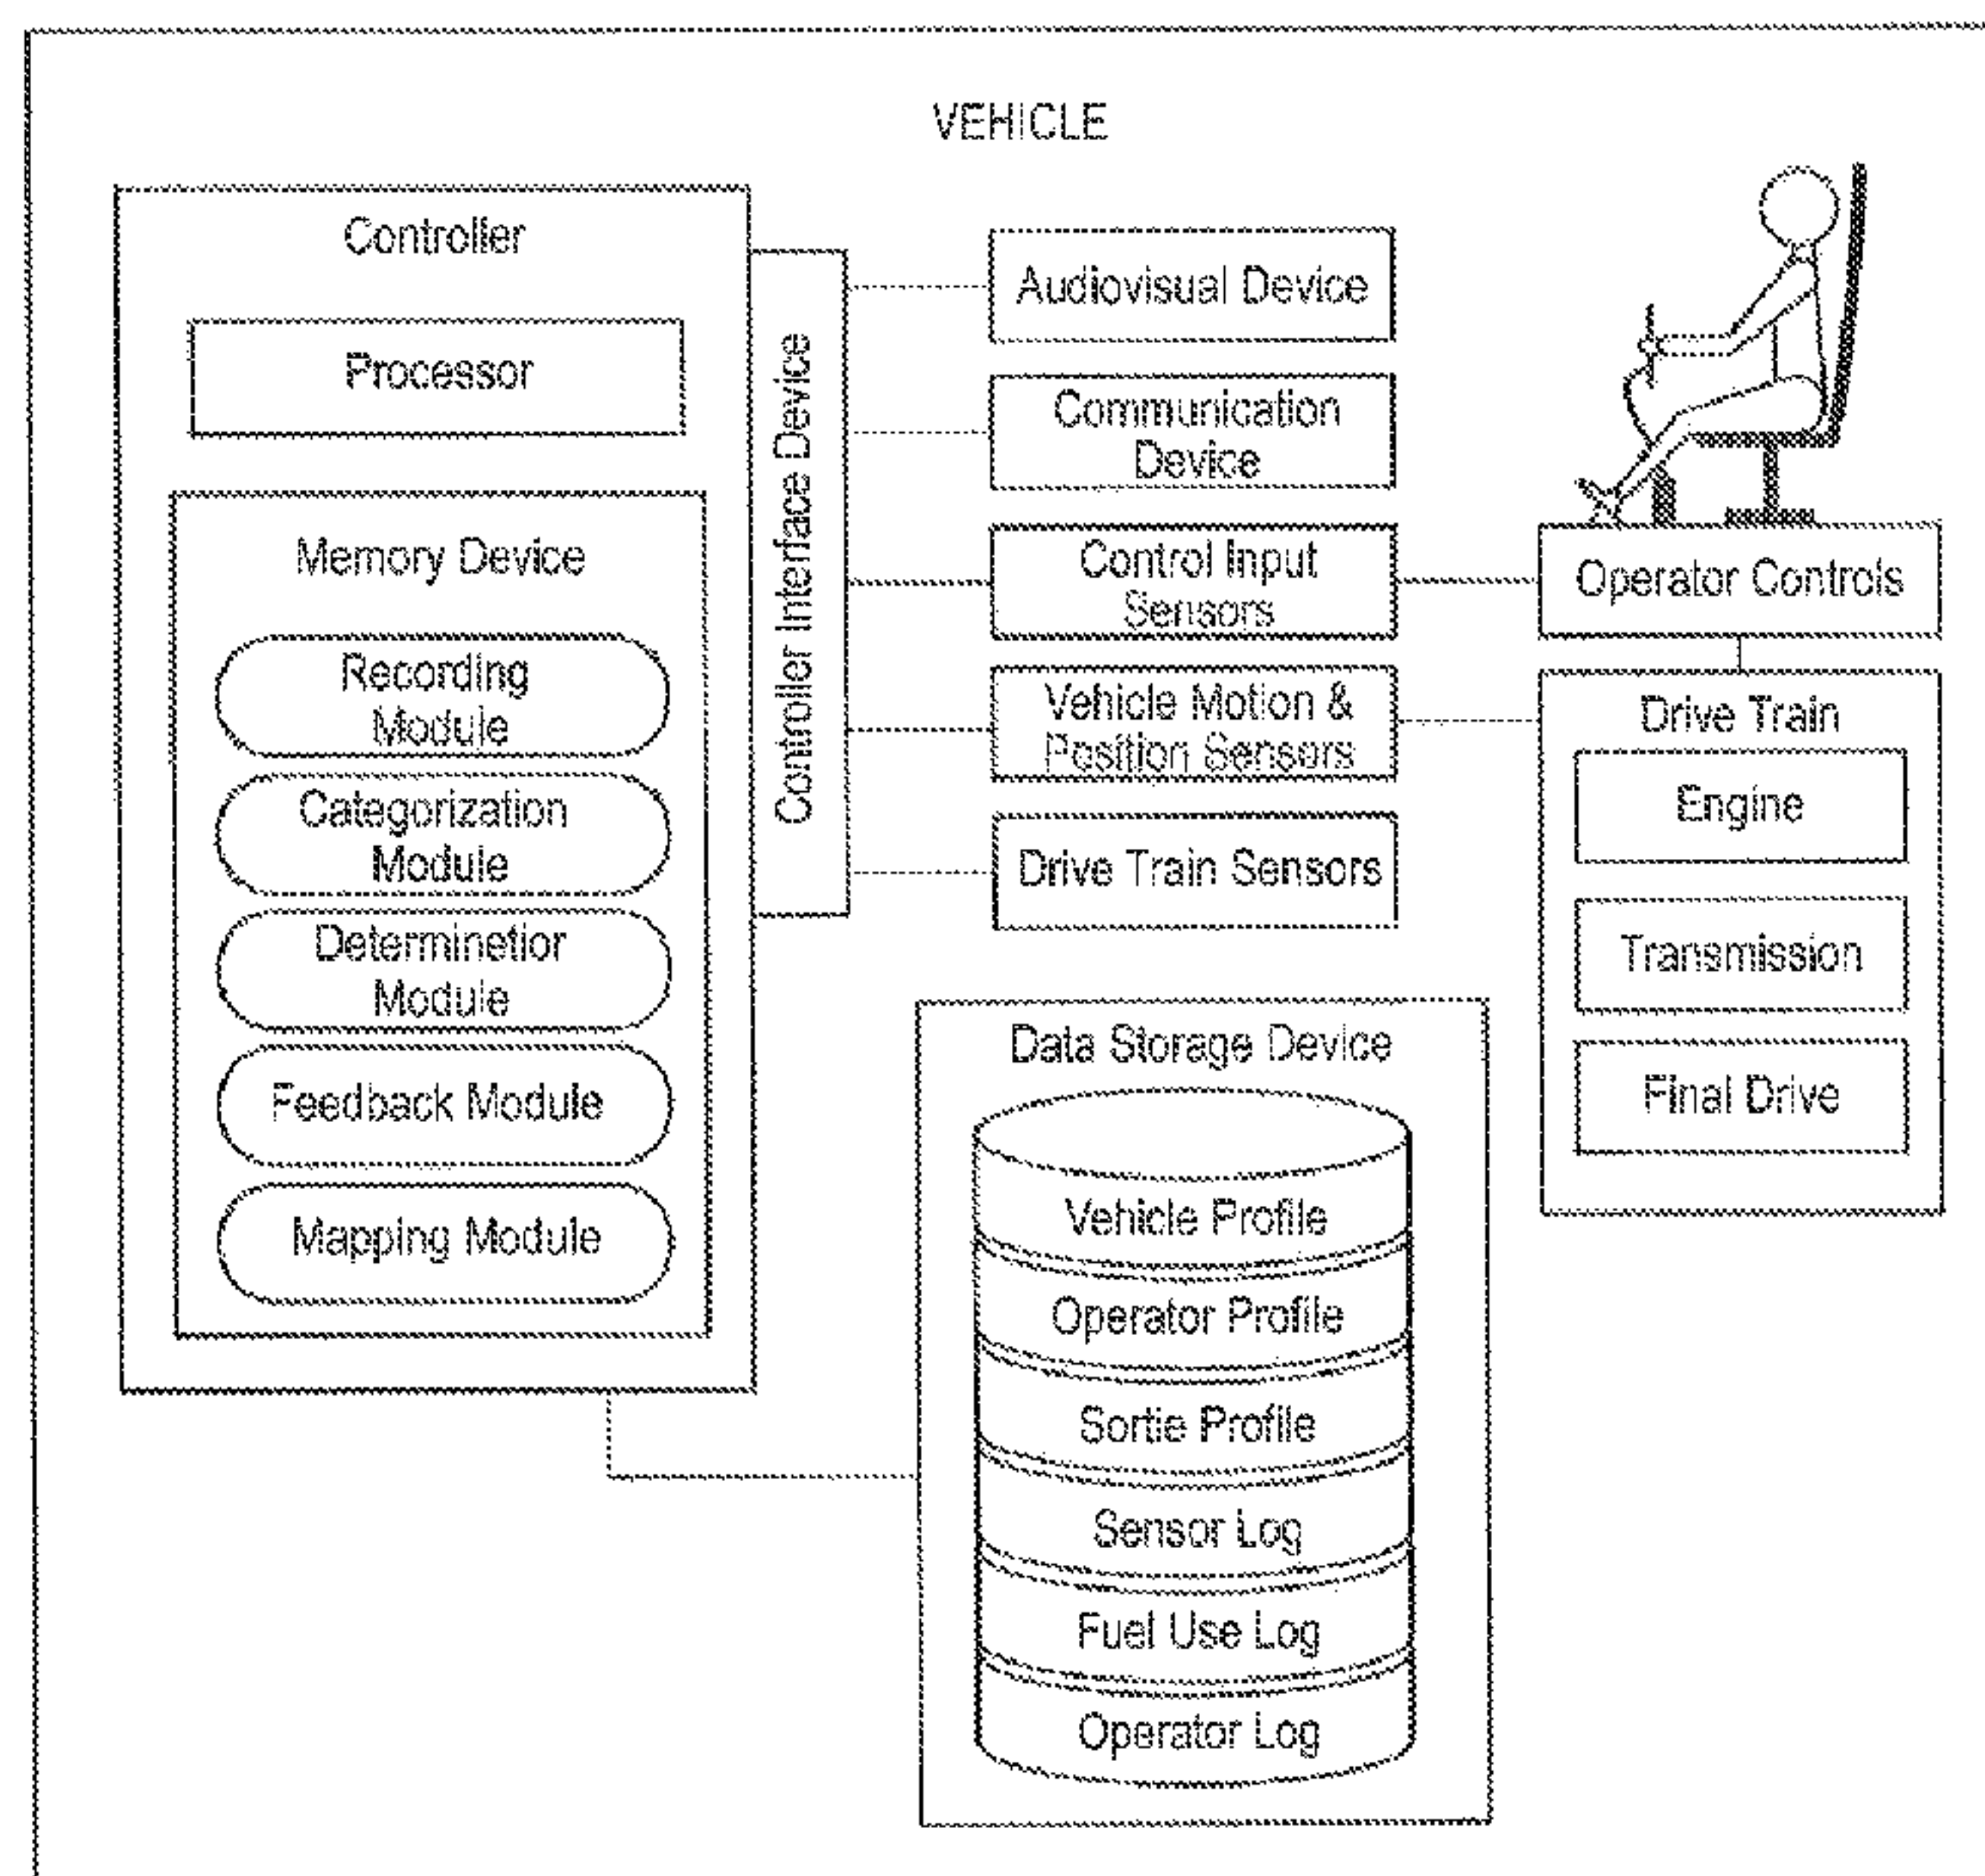 VEHICLE
Controller
Processor
Memory Device
Recording
Module
Categorization
Module
Determinetior
Module
Feedback Module
Mapping Module
Controller Interface Device
Audiovisual Device
Communication
Device
Control Input
Sensors
Vehicle Motion &
Position Sensors
Drive Train Sensors
Operator Controls
Drive Train
Engine
Transmission
Final Drive
Data Storage Device
Vehicle Profile
Operator Profile
Sortie Profile
Sensor Log
Fuel Use Log
Operator Log